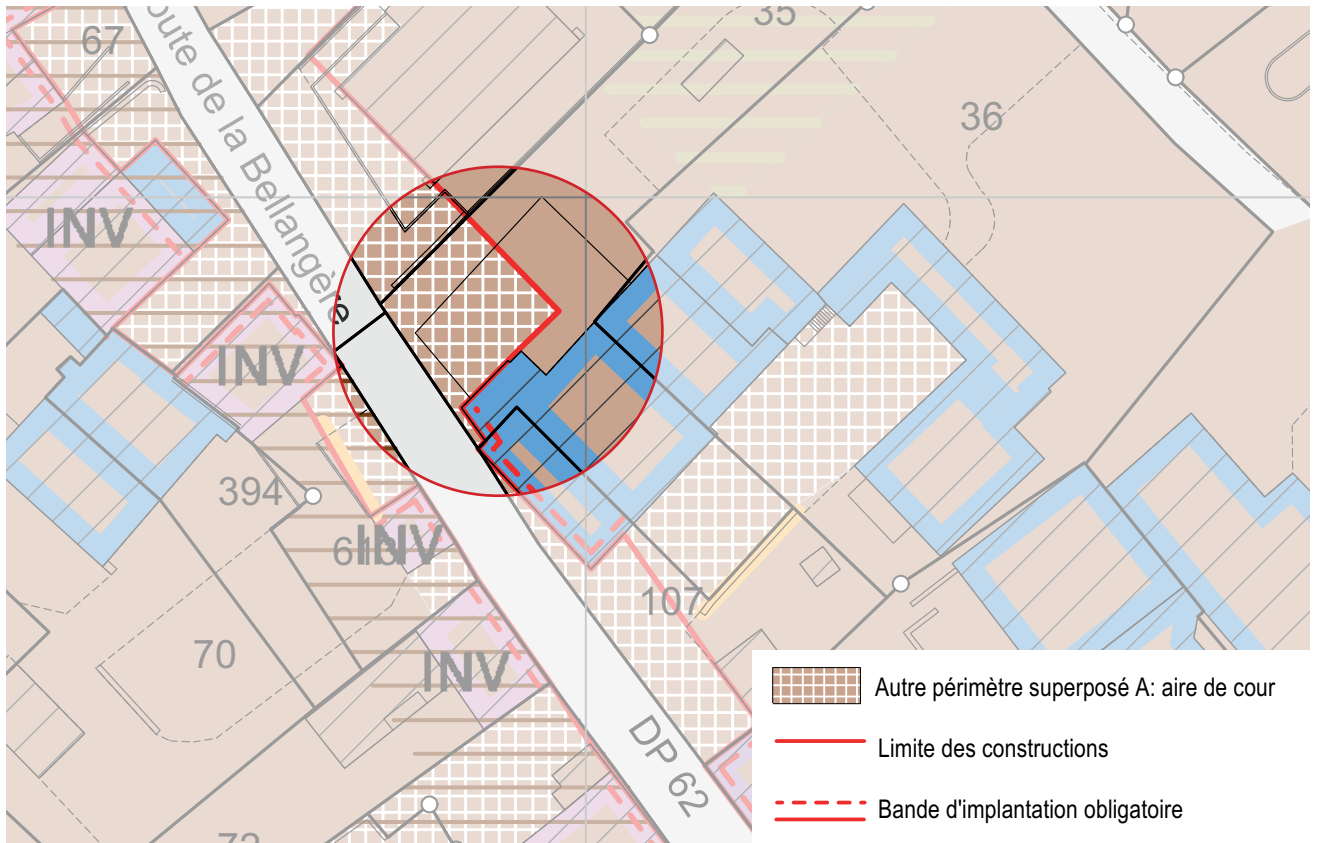 67
35
36
oute de la Bellangère
INV
INV
394
INV
107
70
INV
DP 62
Autre périmètre superposé A: aire de cour
Limite des constructions
Bande d'implantation obligatoire